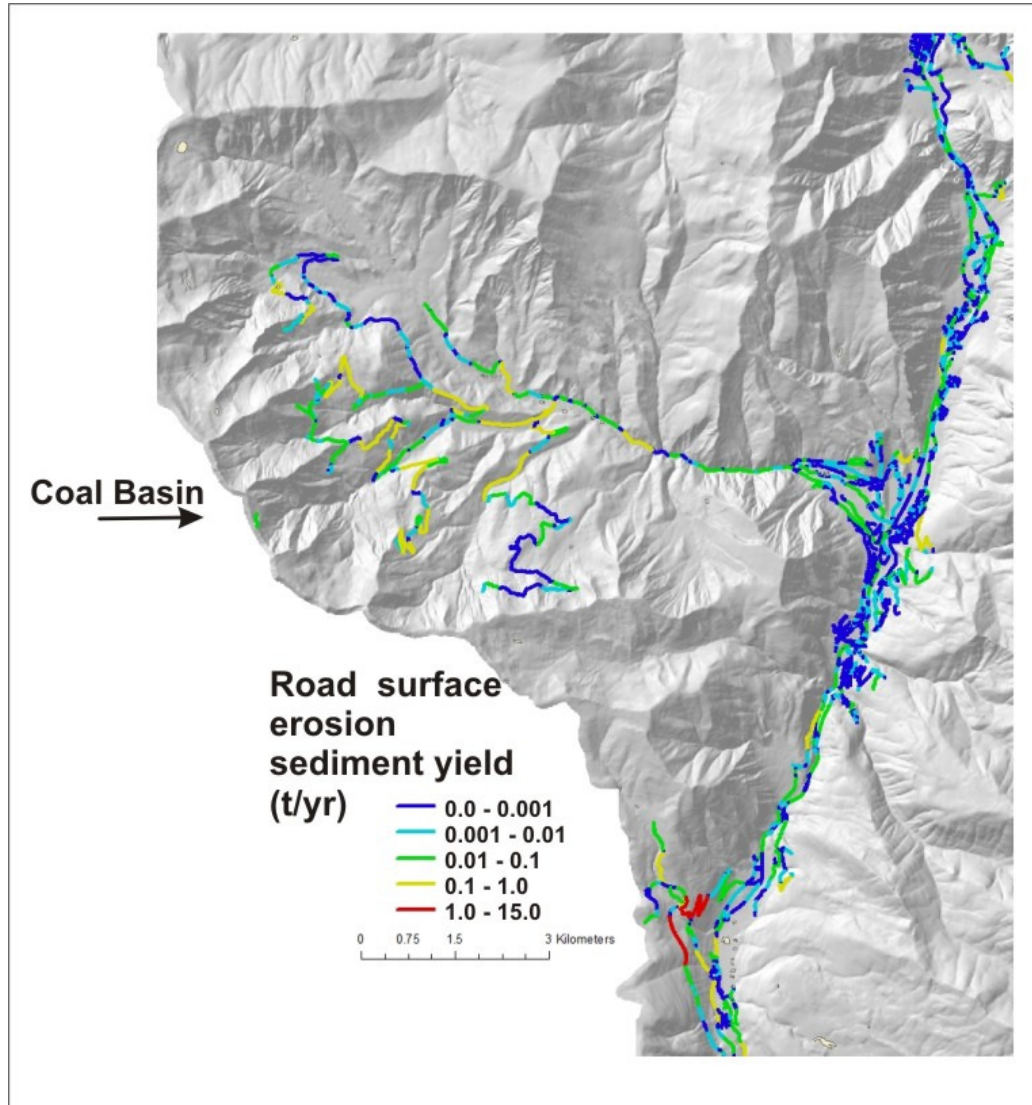 Coal Basin
Road surface
erosion
sediment yield
(t/yr)
0.0 - 0.001
0.001 - 0.01
0.01 - 0.1
0.1 - 1.0
1.0 - 15.0
0 0.75 1.5 3 Kilometers